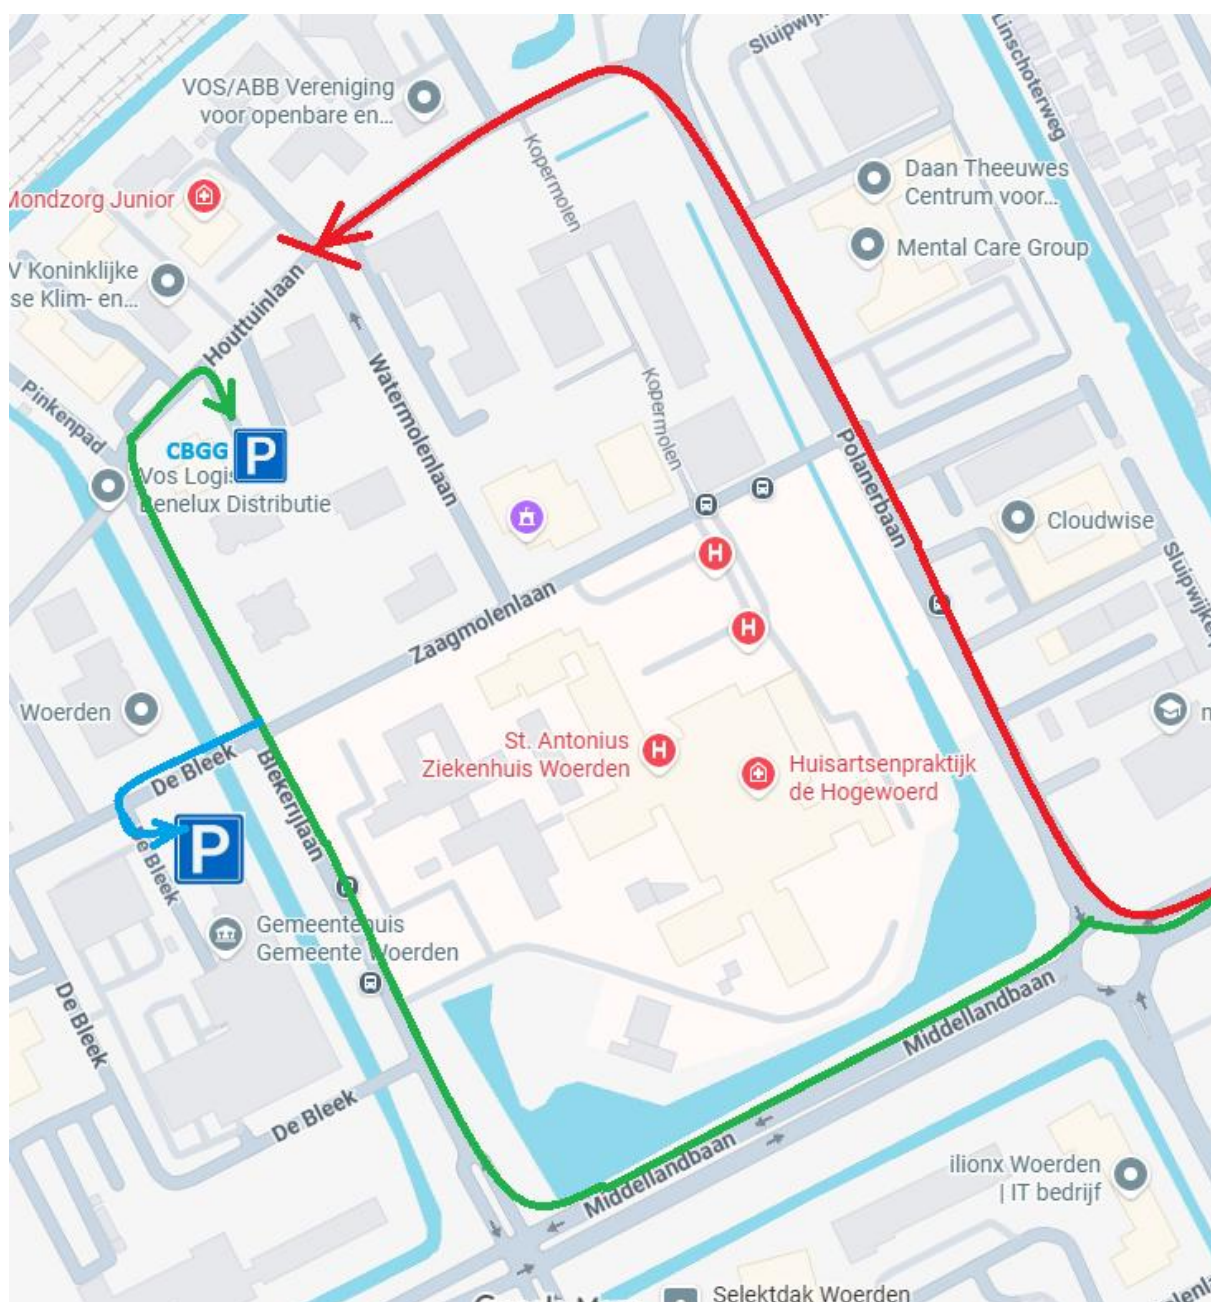 Sluipwijk
Linschoterweg
VOS/ABB Vereniging
voor openbare en...
Kopermolen
Daan Theeuwes
Centrum voor...
Mondzorg Junior
Mental Care Group
V Koninklijke
se Klim- en...
Houttuinlaan
Watermolenlaan
Kopermolen
Pinkenpad
CBGG
P
Vos Logis
Benelux Distributie
Polanerbaan
Cloudwise
H
Sluipwijker
Zaagmolenlaan
H
Woerden
St. Antonius
Ziekenhuis Woerden
H
Huisartsenpraktijk
de Hogewoerd
De Bleek
Blekerijlaan
P
De Bleek
Gemeentehuis
Gemeente Woerden
De Bleek
Middellandbaan
De Bleek
Middellandbaan
ilionx Woerden
| IT bedrijf
Selektdak Woerden